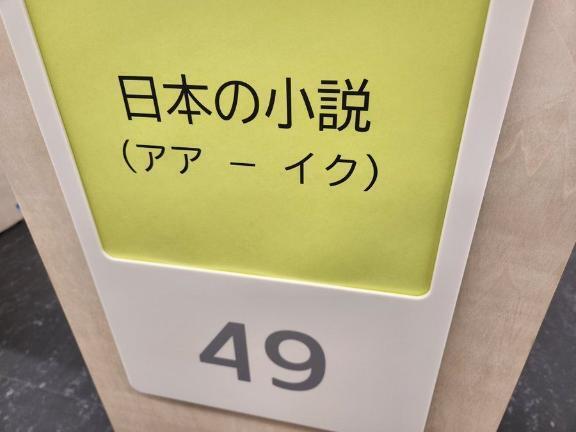 日本の小説
(アア － イク)
49